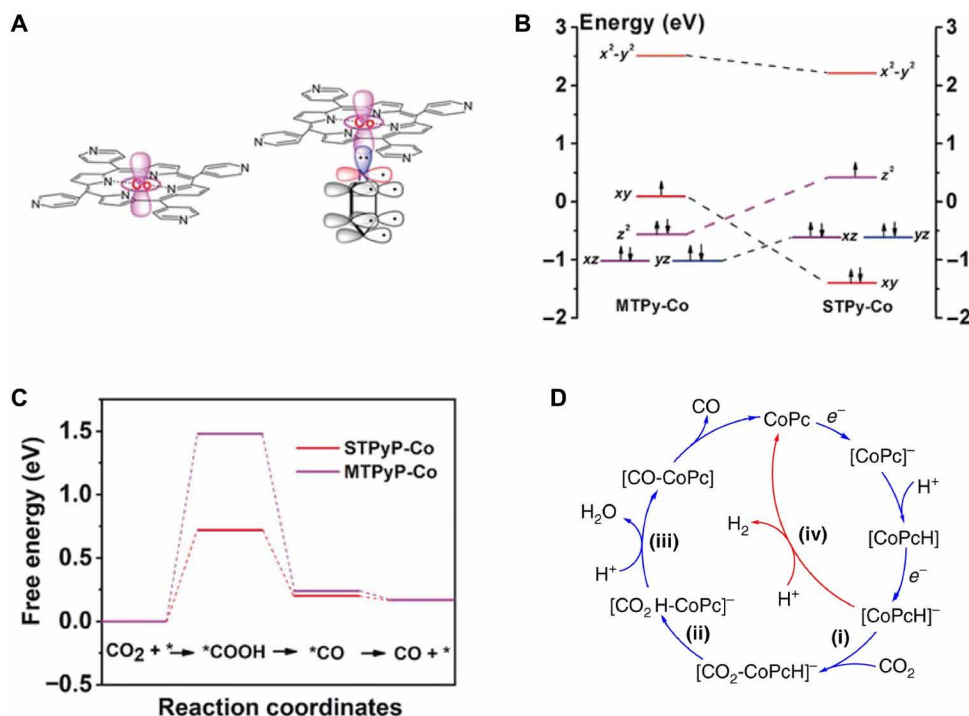 A
N
N
N
N
Co
N
N
N
N
N
N
N
N
Co
N
N
N
N
N
B
Energy (eV)
3
2
1
0
−1
−2
x²-y²
xy
z²
xz
yz
MTPy-Co
x²-y²
z²
xz
yz
xy
STPy-Co
3
2
1
0
−1
−2
C
Free energy (eV)
1.5
1.0
0.5
0.0
−0.5
STPyP-Co
MTPyP-Co
CO₂ + * → *COOH → *CO → CO + *
Reaction coordinates
D
CO
CoPc
e⁻
[CoPc]⁻
H⁺
[CoPcH]
e⁻
[CoPcH]⁻
(i)
CO₂
[CO₂-CoPcH]⁻
(ii)
[CO₂H-CoPc]⁻
H⁺
(iii)
H₂O
[CO-CoPc]
H₂
(iv)
H⁺